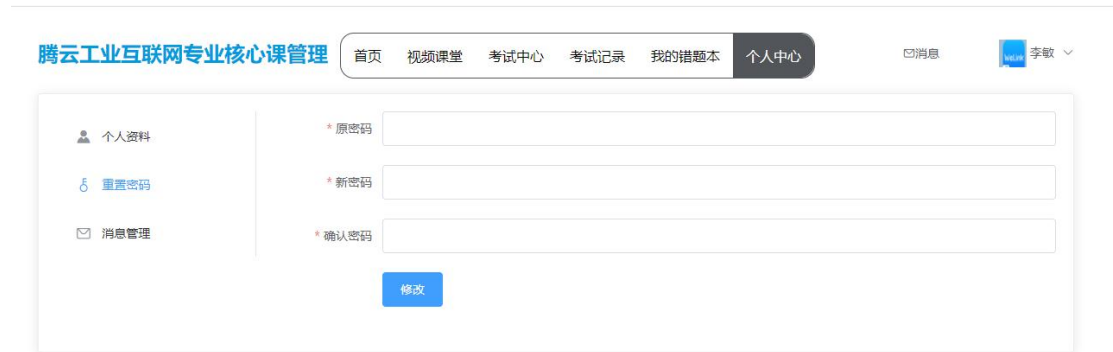 腾云工业互联网专业核心课管理 首页 视频课堂 考试中心 考试记录 我的错题本 个人中心 消息 李敏
个人资料 * 原密码
重置密码 * 新密码
消息管理 * 确认密码
修改